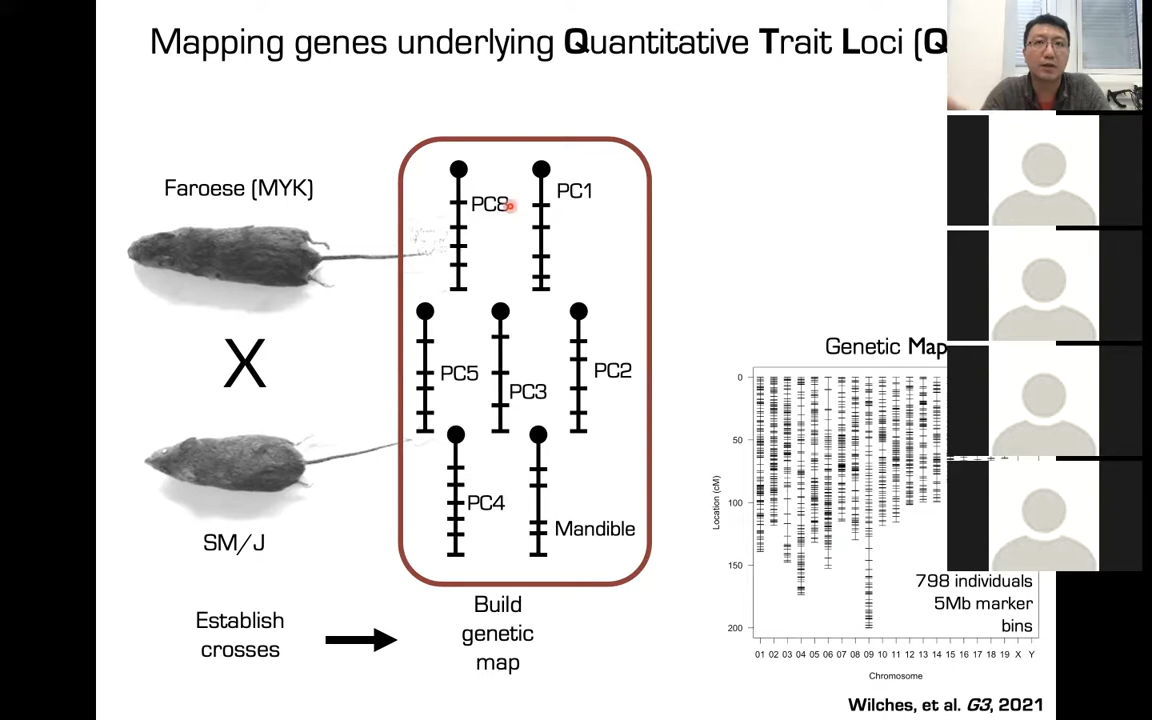 Mapping genes underlying Quantitative Trait Loci (Q
Faroese (MYK)
X
SM/J
Establish
crosses
PC8
PC1
PC5
PC3
PC2
PC4
Mandible
Build
genetic
map
Genetic Map
0
50
100
150
200
Location (cM)
798 individuals
5Mb marker
bins
01 02 03 04 05 06 07 08 09 10 11 12 13 14 15 16 17 18 19 X Y
Chromosome
Wilches, et al. G3, 2021